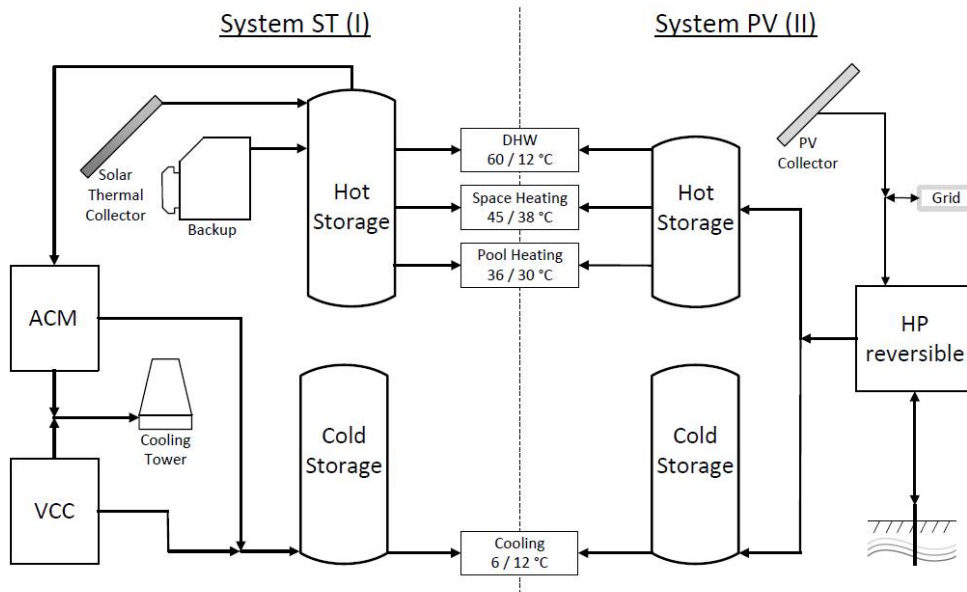 System ST (I)
System PV (II)
Solar
Thermal
Collector
Backup
Hot
Storage
DHW
60 / 12 °C
Space Heating
45 / 38 °C
Pool Heating
36 / 30 °C
Hot
Storage
PV
Collector
Grid
ACM
HP
reversible
Cooling
Tower
VCC
Cold
Storage
Cold
Storage
Cooling
6 / 12 °C